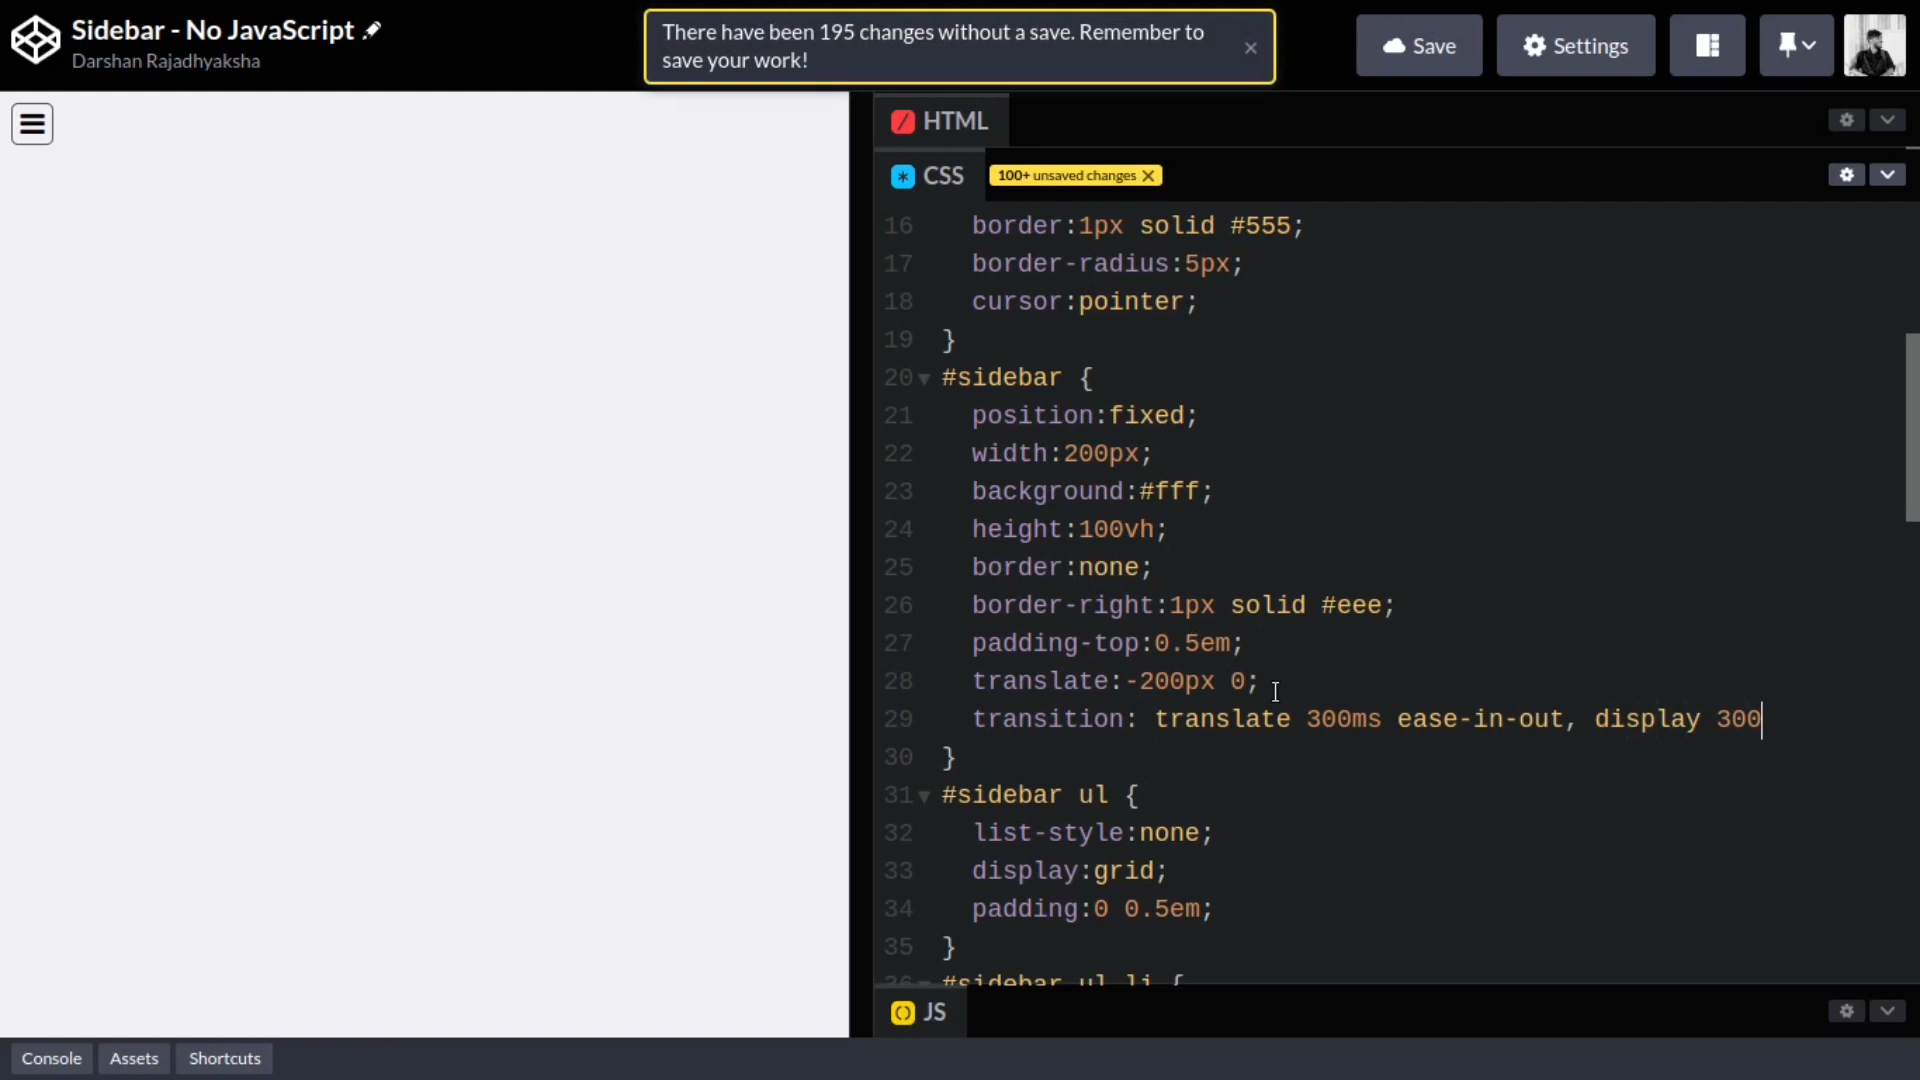 Sidebar - No JavaScript
Darshan Rajadhyaksha
There have been 195 changes without a save. Remember to
save your work!
×
Save
Settings
HTML
CSS
100+ unsaved changes ×
16 border:1px solid #555;
17 border-radius:5px;
18 cursor:pointer;
19 }
20 #sidebar {
21 position:fixed;
22 width:200px;
23 background:#fff;
24 height:100vh;
25 border:none;
26 border-right:1px solid #eee;
27 padding-top:0.5em;
28 translate:-200px 0;
29 transition: translate 300ms ease-in-out, display 300
30 }
31 #sidebar ul {
32 list-style:none;
33 display:grid;
34 padding:0 0.5em;
35 }
36 #sidebar ul li {
JS
Console
Assets
Shortcuts